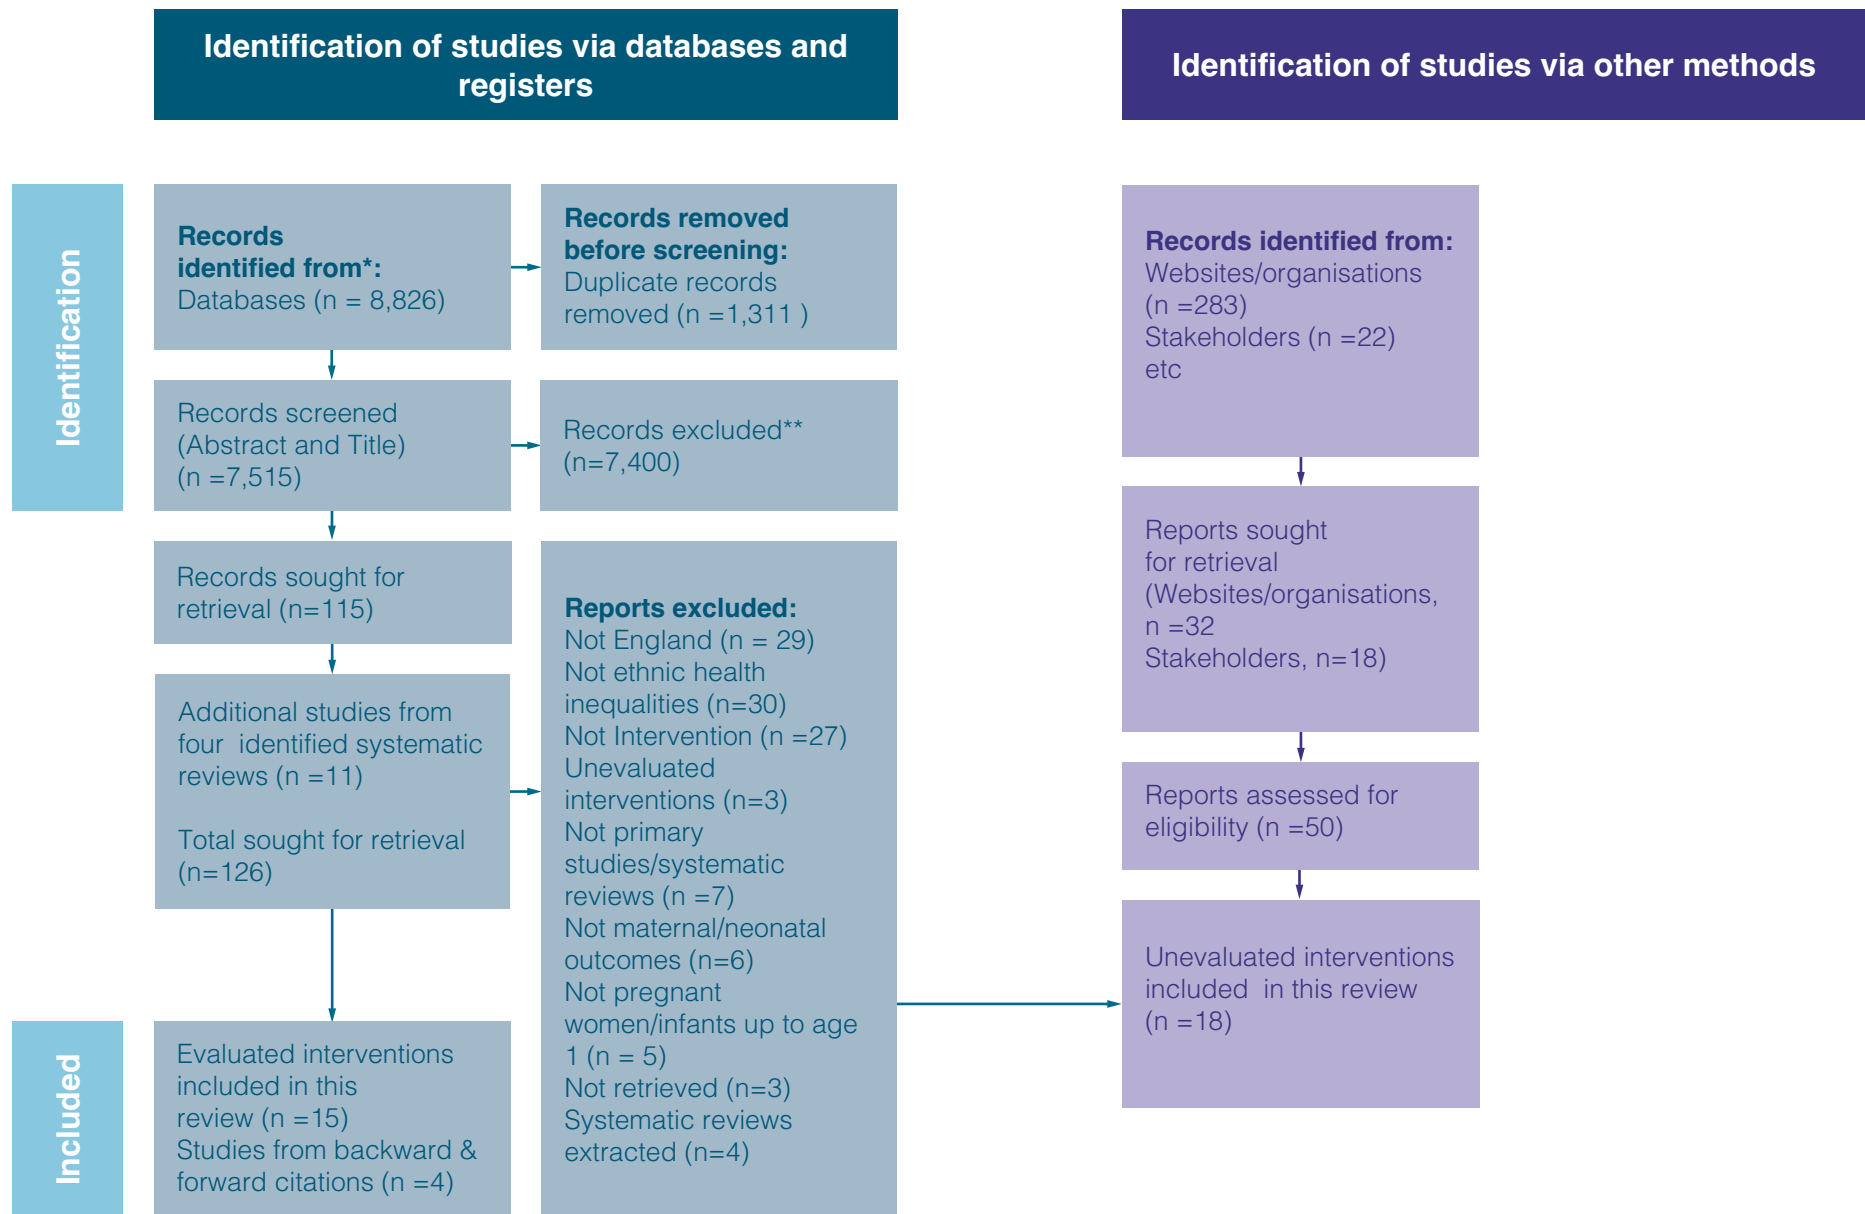 Identification of studies via databases and
registers
Identification of studies via other methods
Identification
Records
identified from*:
Databases (n = 8,826)
Records removed
before screening:
Duplicate records
removed (n =1,311 )
Records screened
(Abstract and Title)
(n =7,515)
Records excluded**
(n=7,400)
Records sought for
retrieval (n=115)
Additional studies from
four  identified systematic
reviews (n =11)
Total sought for retrieval
(n=126)
Reports excluded:
Not England (n = 29)
Not ethnic health
inequalities (n=30)
Not Intervention (n =27)
Unevaluated
interventions (n=3)
Not primary
studies/systematic
reviews (n =7)
Not maternal/neonatal
outcomes (n=6)
Not pregnant
women/infants up to age
1 (n = 5)
Not retrieved (n=3)
Systematic reviews
extracted (n=4)
Included
Evaluated interventions
included in this
review (n =15)
Studies from backward &
forward citations (n =4)
Records identified from:
Websites/organisations
(n =283)
Stakeholders (n =22)
etc
Reports sought
for retrieval
(Websites/organisations,
n =32
Stakeholders, n=18)
Reports assessed for
eligibility (n =50)
Unevaluated interventions
included  in this review
(n =18)